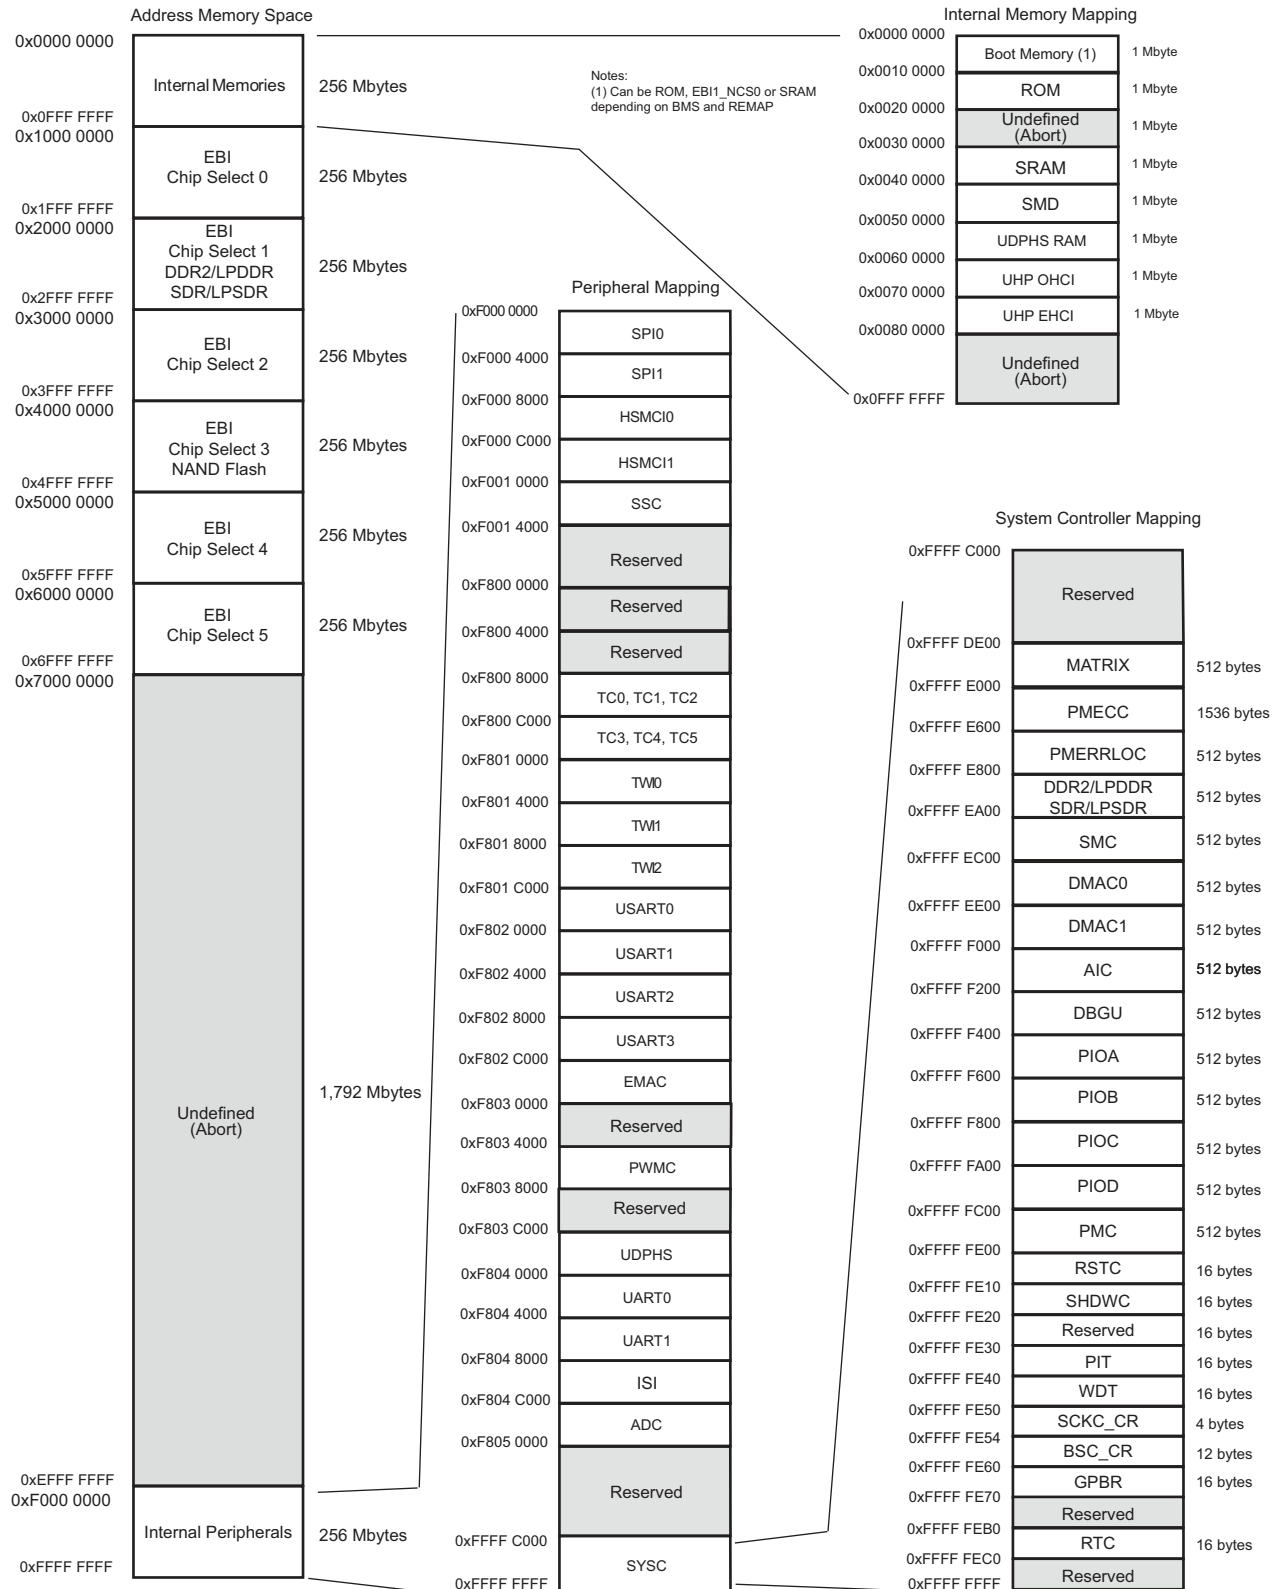 Address Memory Space
0x0000 0000
Internal Memories
256 Mbytes
0x0FFF FFFF
0x1000 0000
EBI
Chip Select 0
256 Mbytes
0x1FFF FFFF
0x2000 0000
EBI
Chip Select 1
DDR2/LPDDR
SDR/LPSDR
256 Mbytes
0x2FFF FFFF
0x3000 0000
EBI
Chip Select 2
256 Mbytes
0x3FFF FFFF
0x4000 0000
EBI
Chip Select 3
NAND Flash
256 Mbytes
0x4FFF FFFF
0x5000 0000
EBI
Chip Select 4
256 Mbytes
0x5FFF FFFF
0x6000 0000
EBI
Chip Select 5
256 Mbytes
0x6FFF FFFF
0x7000 0000
Undefined
(Abort)
1,792 Mbytes
0xEFFF FFFF
0xF000 0000
Internal Peripherals
256 Mbytes
0xFFFF FFFF
Notes:
(1) Can be ROM, EBI1_NCS0 or SRAM
depending on BMS and REMAP
Peripheral Mapping
0xF000 0000
SPI0
0xF000 4000
SPI1
0xF000 8000
HSMCI0
0xF000 C000
HSMCI1
0xF001 0000
SSC
0xF001 4000
Reserved
0xF800 0000
Reserved
0xF800 4000
Reserved
0xF800 8000
TC0, TC1, TC2
0xF800 C000
TC3, TC4, TC5
0xF801 0000
TWI0
0xF801 4000
TWI1
0xF801 8000
TWI2
0xF801 C000
USART0
0xF802 0000
USART1
0xF802 4000
USART2
0xF802 8000
USART3
0xF802 C000
EMAC
0xF803 0000
Reserved
0xF803 4000
PWMC
0xF803 8000
Reserved
0xF803 C000
UDPHS
0xF804 0000
UART0
0xF804 4000
UART1
0xF804 8000
ISI
0xF804 C000
ADC
0xF805 0000
Reserved
0xFFFF C000
SYSC
0xFFFF FFFF
Internal Memory Mapping
0x0000 0000
Boot Memory (1)
1 Mbyte
0x0010 0000
ROM
1 Mbyte
0x0020 0000
Undefined
(Abort)
1 Mbyte
0x0030 0000
SRAM
1 Mbyte
0x0040 0000
SMD
1 Mbyte
0x0050 0000
UDPHS RAM
1 Mbyte
0x0060 0000
UHP OHCI
1 Mbyte
0x0070 0000
UHP EHCI
1 Mbyte
0x0080 0000
Undefined
(Abort)
0x0FFF FFFF
System Controller Mapping
0xFFFF C000
Reserved
0xFFFF DE00
MATRIX
512 bytes
0xFFFF E000
PMECC
1536 bytes
0xFFFF E600
PMERRLOC
512 bytes
0xFFFF E800
DDR2/LPDDR
SDR/LPSDR
512 bytes
0xFFFF EA00
SMC
512 bytes
0xFFFF EC00
DMAC0
512 bytes
0xFFFF EE00
DMAC1
512 bytes
0xFFFF F000
AIC
512 bytes
0xFFFF F200
DBGU
512 bytes
0xFFFF F400
PIOA
512 bytes
0xFFFF F600
PIOB
512 bytes
0xFFFF F800
PIOC
512 bytes
0xFFFF FA00
PIOD
512 bytes
0xFFFF FC00
PMC
512 bytes
0xFFFF FE00
RSTC
16 bytes
0xFFFF FE10
SHDWC
16 bytes
0xFFFF FE20
Reserved
16 bytes
0xFFFF FE30
PIT
16 bytes
0xFFFF FE40
WDT
16 bytes
0xFFFF FE50
SCKC_CR
4 bytes
0xFFFF FE54
BSC_CR
12 bytes
0xFFFF FE60
GPBR
16 bytes
0xFFFF FE70
Reserved
0xFFFF FEB0
RTC
16 bytes
0xFFFF FEC0
Reserved
0xFFFF FFFF